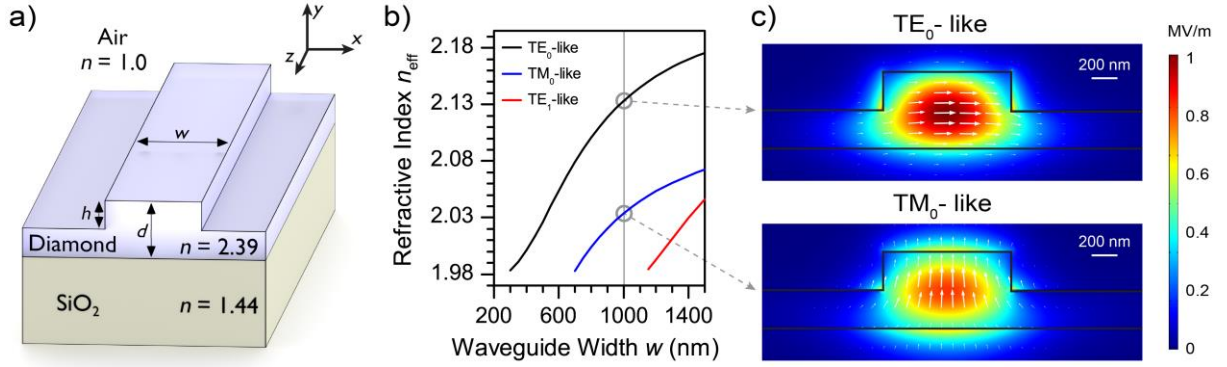 a)
Air
n = 1.0
y
x
z
w
h
d
Diamond
n = 2.39
SiO₂
n = 1.44
b)
Refractive Index n_eff
2.18
2.13
2.08
2.03
1.98
TE₀-like
TM₀-like
TE₁-like
200 600 1000 1400
Waveguide Width w (nm)
c)
TE₀- like
200 nm
TM₀- like
200 nm
MV/m
1
0.8
0.6
0.4
0.2
0